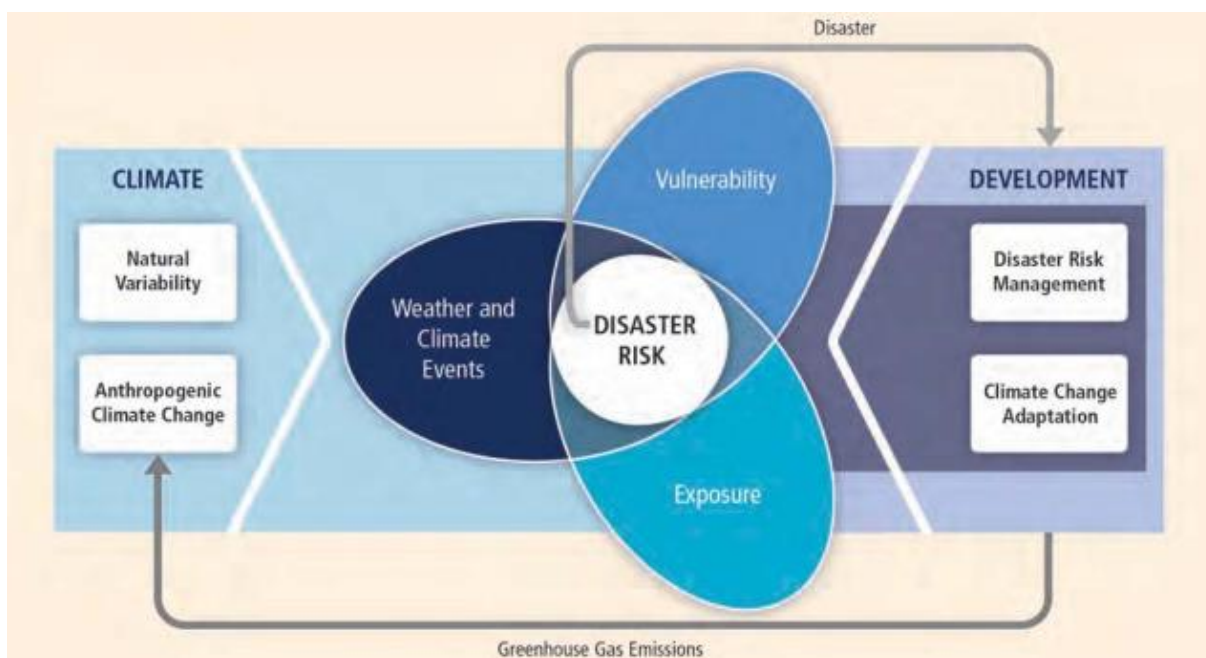 Disaster
CLIMATE
Natural
Variability
Anthropogenic
Climate Change
Weather and
Climate
Events
Vulnerability
DISASTER
RISK
Exposure
DEVELOPMENT
Disaster Risk
Management
Climate Change
Adaptation
Greenhouse Gas Emissions